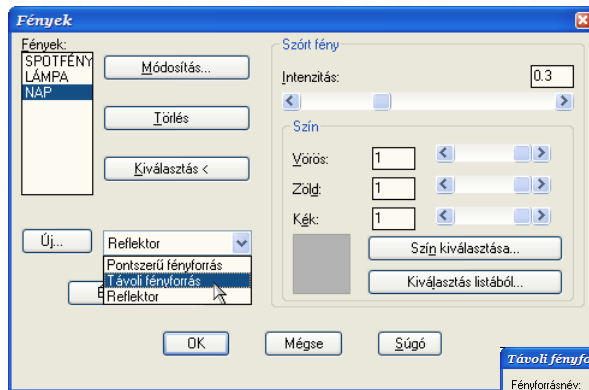 Fények
Fények:
SPOTFÉNY
LÁMPA
NAP
Módosítás...
Törlés
Kiválasztás <
Új...
Reflektor
Pontszerű fényforrás
Távoli fényforrás
Reflektor
Szórt fény
Intenzitás:
0.3
Szín
Vörös:
1
Zöld:
1
Kék:
1
Szín kiválasztása...
Kiválasztás listából...
OK
Mégse
Súgó
Távoli fényfo
Fényforrásnév: